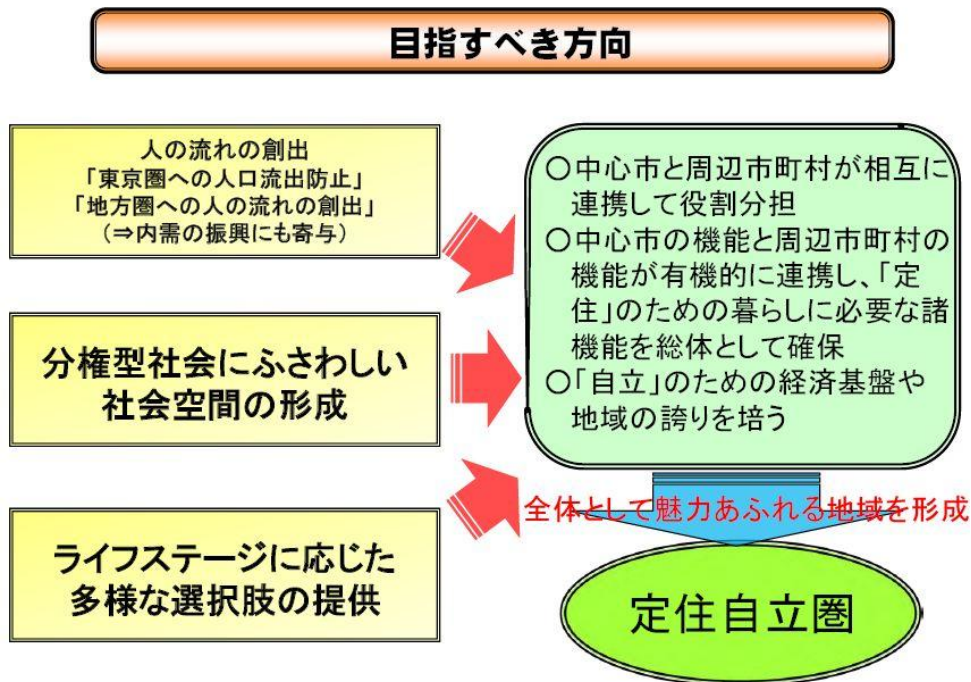 目指すべき方向
人の流れの創出
「東京圏への人口流出防止」
「地方圏への人の流れの創出」
（⇒内需の振興にも寄与）
分権型社会にふさわしい
社会空間の形成
ライフステージに応じた
多様な選択肢の提供
○中心市と周辺市町村が相互に
連携して役割分担
○中心市の機能と周辺市町村の
機能が有機的に連携し、「定
住」のための暮らしに必要な諸
機能を総体として確保
○「自立」のための経済基盤や
地域の誇りを培う
全体として魅力あふれる地域を形成
定住自立圏